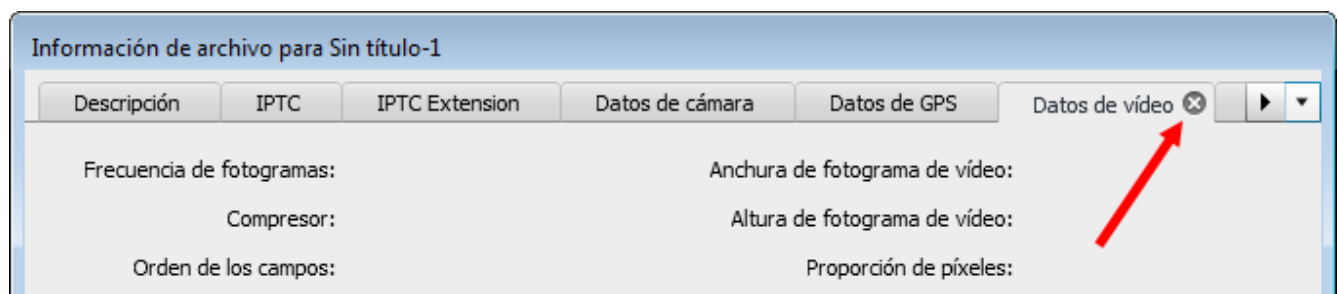 Información de archivo para Sin título-1
Descripción IPTC IPTC Extension Datos de cámara Datos de GPS Datos de vídeo
Frecuencia de fotogramas: Anchura de fotograma de vídeo:
Compresor: Altura de fotograma de vídeo:
Orden de los campos: Proporción de píxeles: